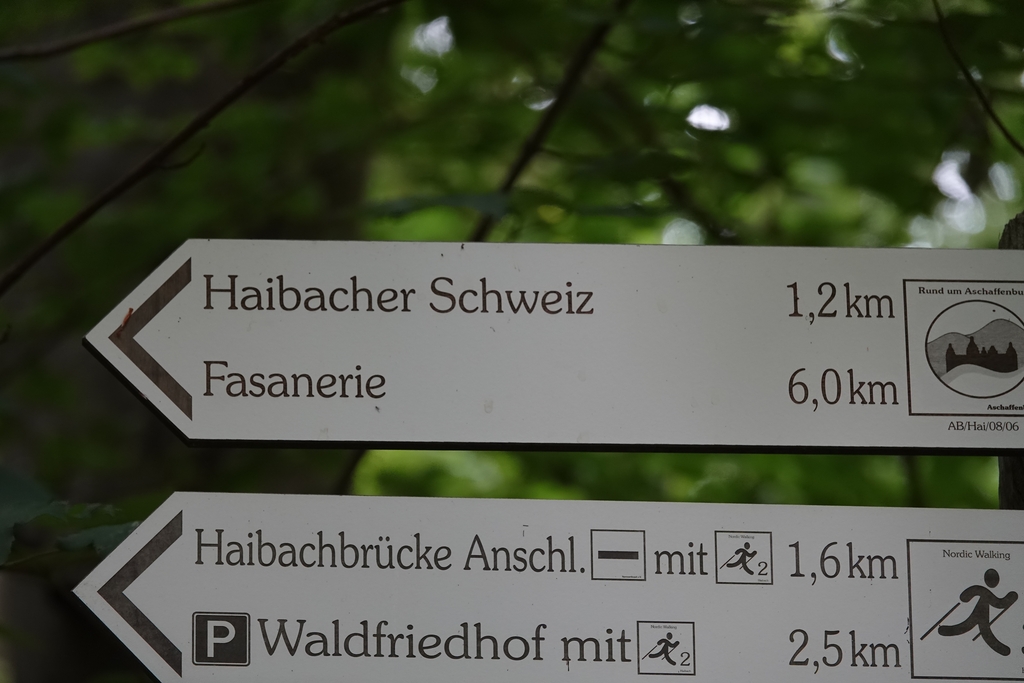 Haibacher Schweiz 1,2 km
Rund um Aschaffenbu
Fasanerie 6,0 km
Aschaffenb
AB/Hai/08/06
Haibachbrücke Anschl. mit 2 1,6 km
Nordic Walking
P Waldfriedhof mit 2 2,5 km